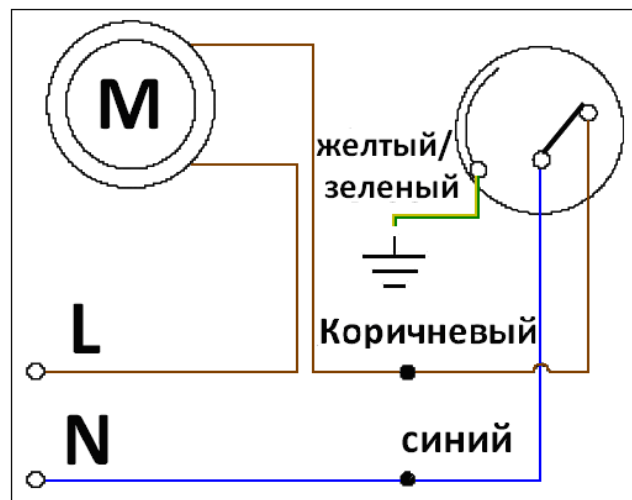 M
желтый/
зеленый
L
Коричневый
N
синий